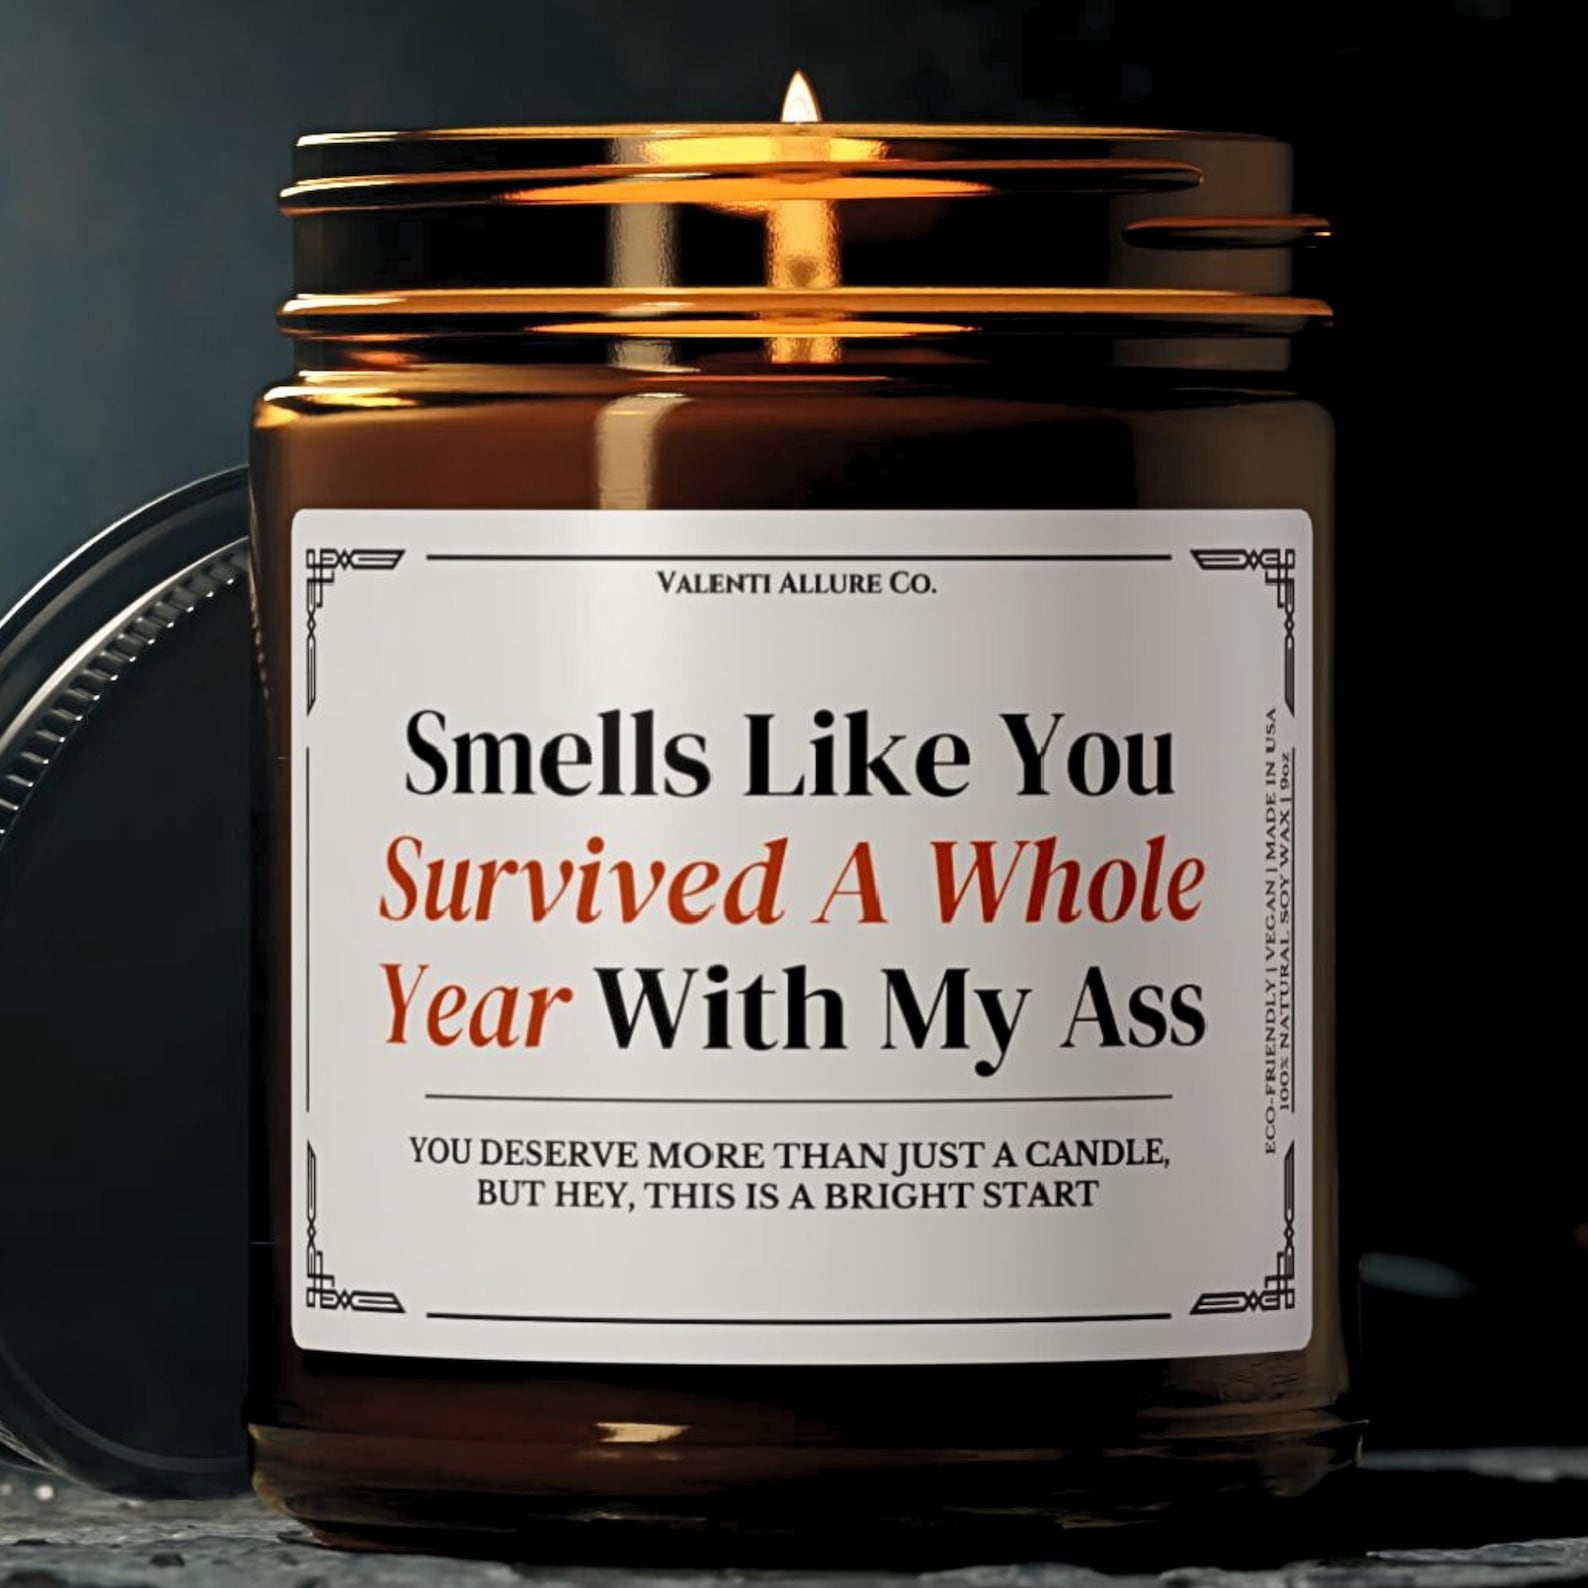 VALENTI ALLURE CO.
Smells Like You
Survived A Whole
Year With My Ass
YOU DESERVE MORE THAN JUST A CANDLE,
BUT HEY, THIS IS A BRIGHT START
ECO-FRIENDLY | VEGAN | MADE IN USA
100% NATURAL SOY WAX | 9oz